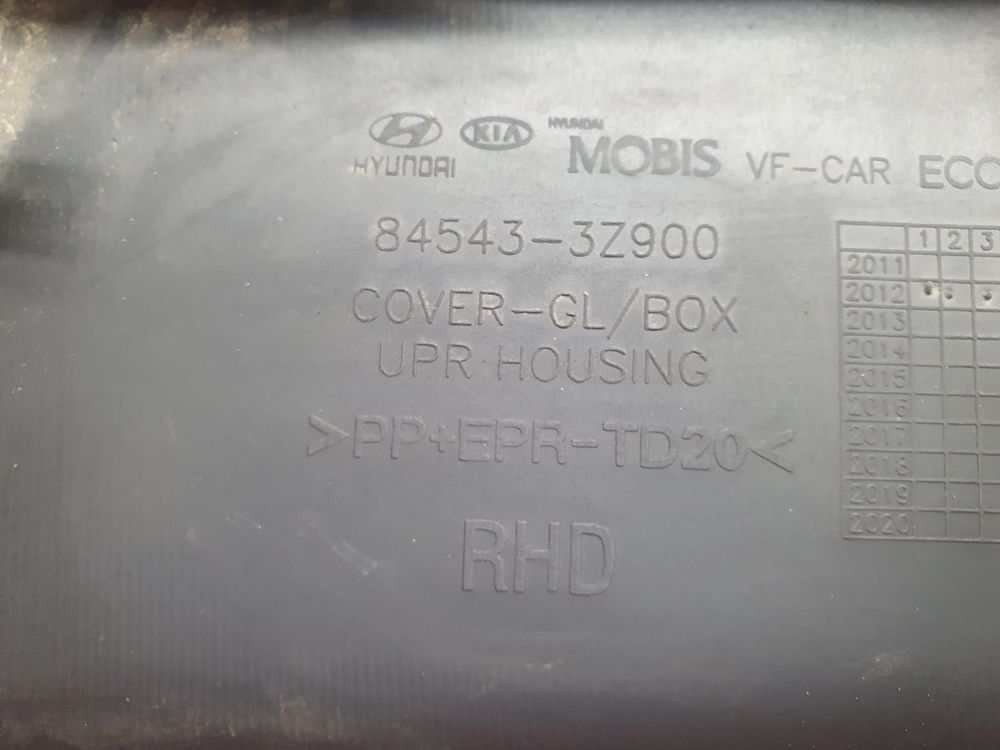 HYUNDAI KIA HYUNDAI MOBIS VF-CAR ECO
84543-3Z900
COVER-GL/BOX
UPR HOUSING
>PP+EPR-TD20<
RHD
1 2 3
2011
2012
2013
2014
2015
2016
2017
2018
2019
2020